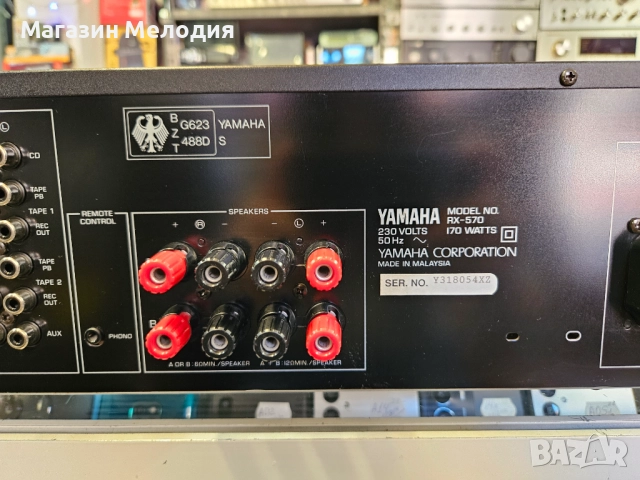 Магазин Мелодия
B
Z
T
G623
488D
YAMAHA
S
L
CD
TAPE
PB
TAPE 1
REC
OUT
TAPE
PB
TAPE 2
REC
OUT
AUX
REMOTE
CONTROL
PHONO
SPEAKERS
+ R - - L +
B
A OR B : 6ΩMIN./SPEAKER A + B : 12ΩMIN./SPEAKER
YAMAHA MODEL NO. RX-570
230 VOLTS 170 WATTS
50Hz ~
YAMAHA CORPORATION
MADE IN MALAYSIA
SER. NO. Y318054XZ
BAZAR